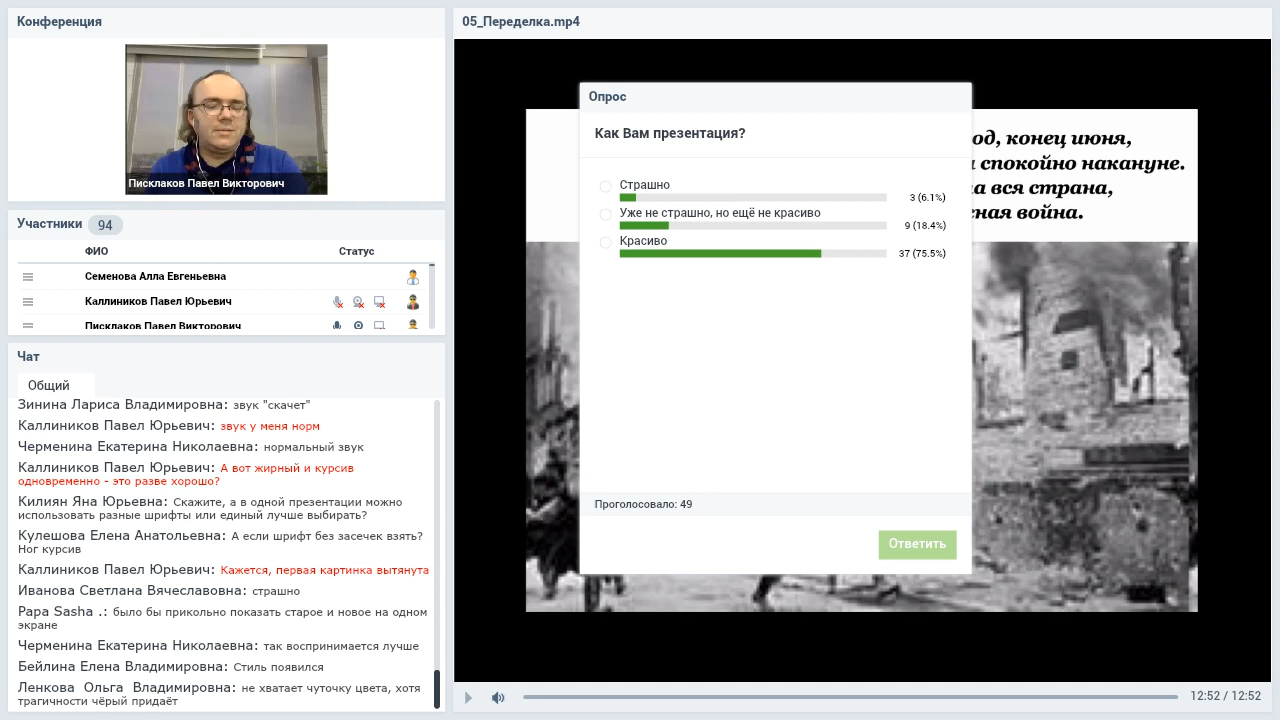 Конференция
Писклаков Павел Викторович
Участники 94
ФИО Статус
Семенова Алла Евгеньевна
Каллиников Павел Юрьевич
Писклаков Павел Викторович
Чат
Общий
Зинина Лариса Владимировна: звук "скачет"
Каллиников Павел Юрьевич: звук у меня норм
Черменина Екатерина Николаевна: нормальный звук
Каллиников Павел Юрьевич: А вот жирный и курсив
одновременно - это разве хорошо?
Килиян Яна Юрьевна: Скажите, а в одной презентации можно
использовать разные шрифты или единый лучше выбирать?
Кулешова Елена Анатольевна: А если шрифт без засечек взять?
Ног курсив
Каллиников Павел Юрьевич: Кажется, первая картинка вытянута
Иванова Светлана Вячеславовна: страшно
Papa Sasha .: было бы прикольно показать старое и новое на одном
экране
Черменина Екатерина Николаевна: так воспринимается лучше
Бейлина Елена Владимировна: Стиль появился
Ленкова Ольга Владимировна: не хватает чуточку цвета, хотя
трагичности чёрый придаёт
05_Переделка.mp4
Опрос
Как Вам презентация?
Страшно
3 (6.1%)
Уже не страшно, но ещё не красиво
9 (18.4%)
Красиво
37 (75.5%)
Проголосовало: 49
Ответить
од, конец июня,
спокойно накануне.
а вся страна,
сная война.
12:52 / 12:52